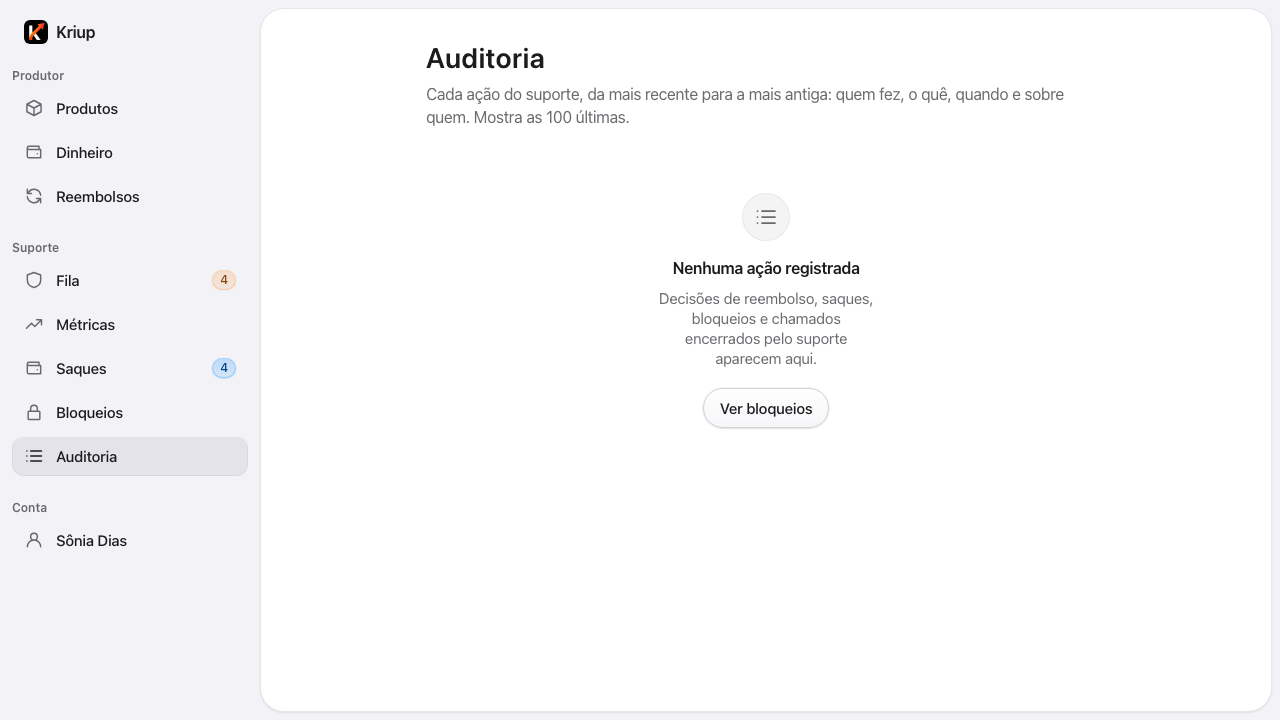 Kriup
Produtor
Produtos
Dinheiro
Reembolsos
Suporte
Fila 4
Métricas
Saques 4
Bloqueios
Auditoria
Conta
Sônia Dias
Auditoria
Cada ação do suporte, da mais recente para a mais antiga: quem fez, o quê, quando e sobre
quem. Mostra as 100 últimas.
Nenhuma ação registrada
Decisões de reembolso, saques,
bloqueios e chamados
encerrados pelo suporte
aparecem aqui.
Ver bloqueios